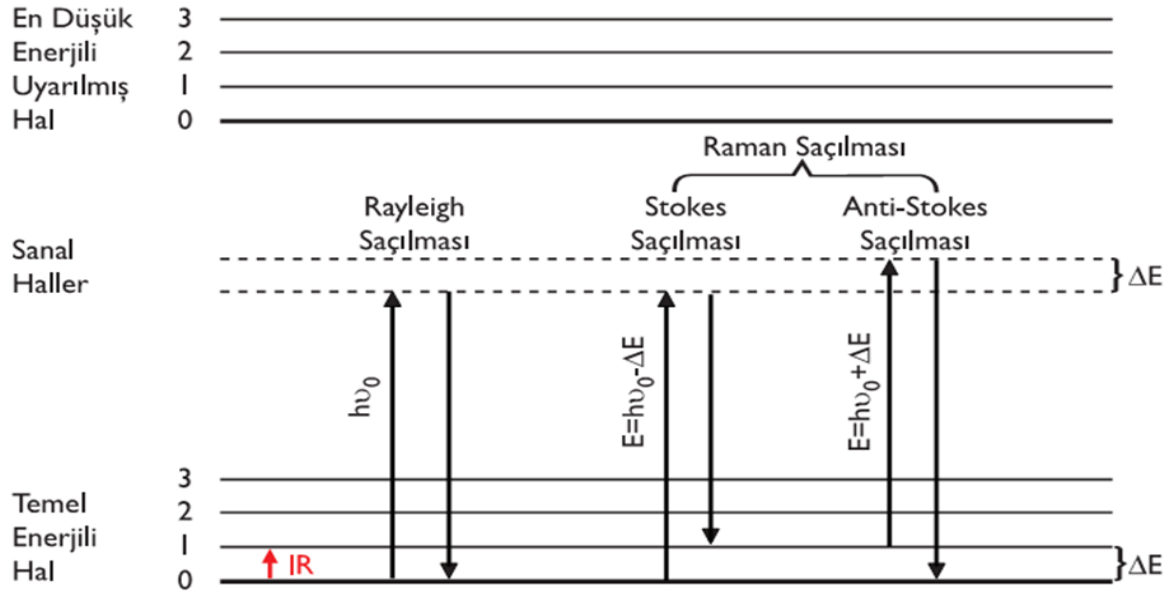 En Düşük
Enerjili
Uyarılmış
Hal
3
2
1
0
Raman Saçılması
Rayleigh
Saçılması
Stokes
Saçılması
Anti-Stokes
Saçılması
Sanal
Haller
ΔE
hυ₀
E=hυ₀-ΔE
E=hυ₀+ΔE
Temel
Enerjili
Hal
3
2
1
0
IR
ΔE